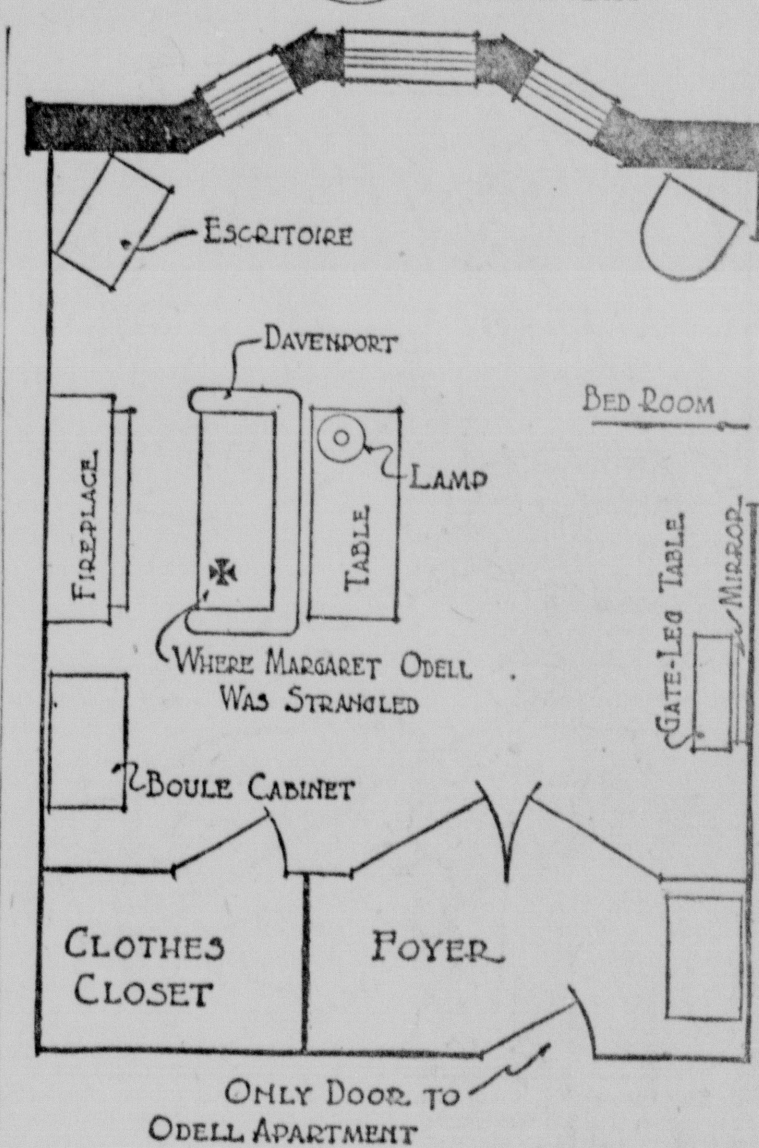 ESCRITOIRE
DAVENPORT
BED ROOM
LAMP
FIREPLACE
TABLE
GATE-LEG TABLE
MIRROR
WHERE MARGARET ODELL
WAS STRANGLED
BOULE CABINET
CLOTHES
CLOSET
FOYER
ONLY DOOR TO
ODELL APARTMENT